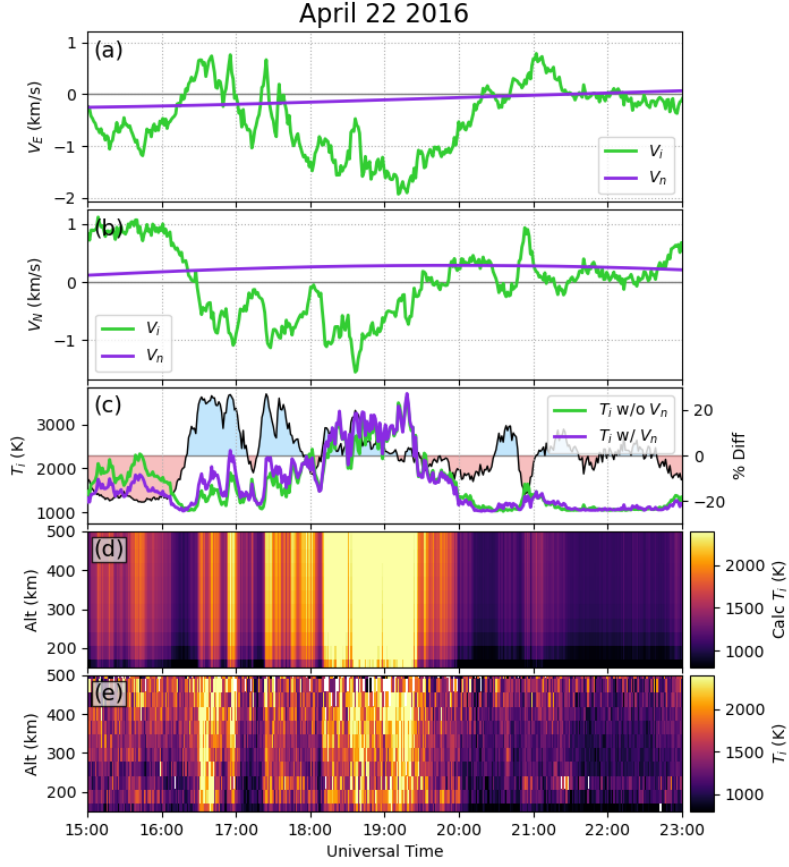 April 22 2016
(a)
1
0
−1
−2
V_E (km/s)
V_i
V_n
(b)
1
0
−1
V_N (km/s)
V_i
V_n
(c)
3000
2000
1000
T_i (K)
T_i w/o V_n
T_i w/ V_n
20
0
−20
% Diff
(d)
500
400
300
200
Alt (km)
2000
1500
1000
Calc T_i (K)
(e)
500
400
300
200
Alt (km)
2000
1500
1000
T_i (K)
15:00 16:00 17:00 18:00 19:00 20:00 21:00 22:00 23:00
Universal Time